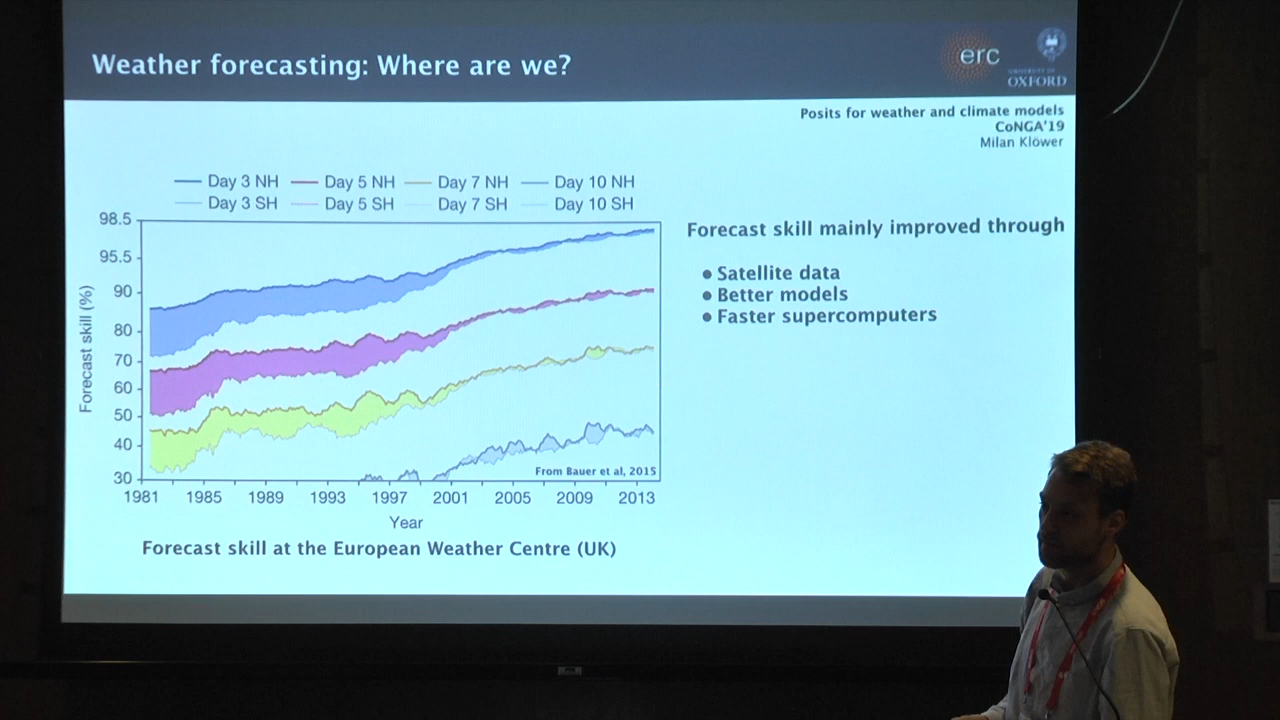 Weather forecasting: Where are we?
erc
UNIVERSITY OF
OXFORD
Posits for weather and climate models
CoNGA'19
Milan Klöwer
Day 3 NH Day 5 NH Day 7 NH Day 10 NH
Day 3 SH Day 5 SH Day 7 SH Day 10 SH
98.5
95.5
90
80
70
60
50
40
30
Forecast skill (%)
1981 1985 1989 1993 1997 2001 2005 2009 2013
Year
From Bauer et al, 2015
Forecast skill at the European Weather Centre (UK)
Forecast skill mainly improved through
● Satellite data
● Better models
● Faster supercomputers